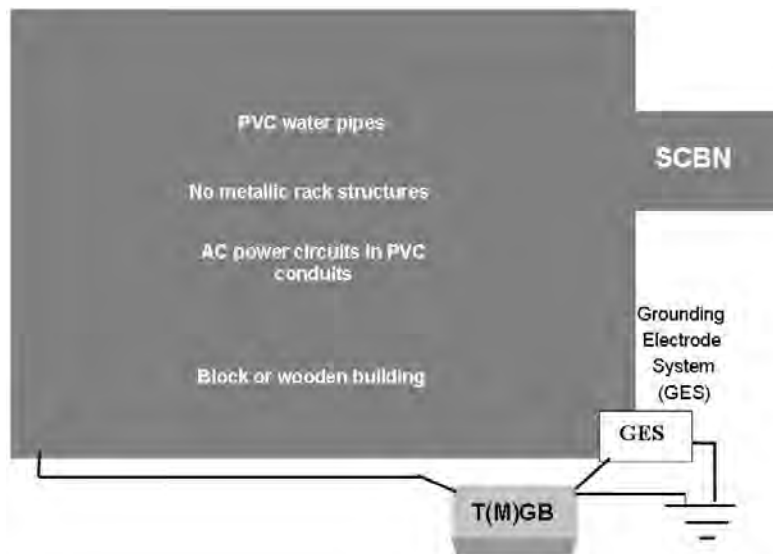 PVC water pipes
SCBN
No metallic rack structures
AC power circuits in PVC
conduits
Grounding
Electrode
System
(GES)
Block or wooden building
GES
T(M)GB